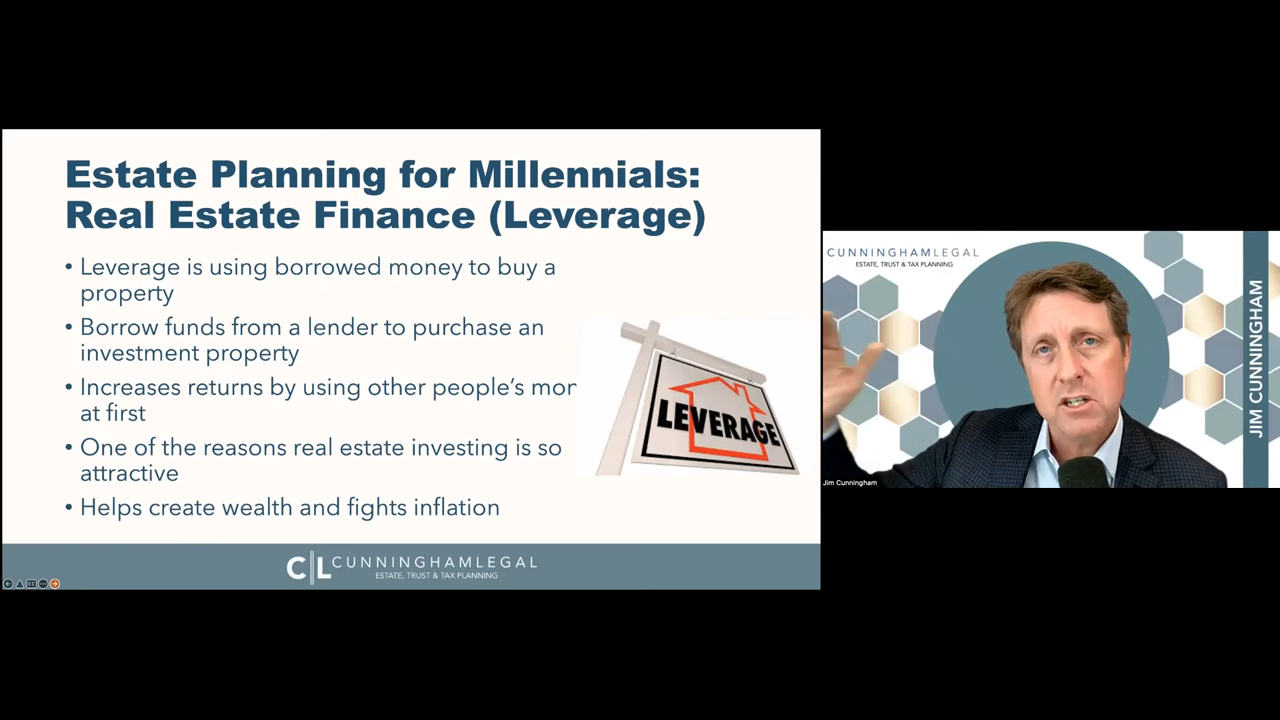 Estate Planning for Millennials:
Real Estate Finance (Leverage)
• Leverage is using borrowed money to buy a
property
• Borrow funds from a lender to purchase an
investment property
• Increases returns by using other people's mon
at first
• One of the reasons real estate investing is so
attractive
• Helps create wealth and fights inflation
LEVERAGE
CL CUNNINGHAMLEGAL
ESTATE, TRUST & TAX PLANNING
CUNNINGHAMLEGAL
ESTATE, TRUST & TAX PLANNING
JIM CUNNINGHAM
Jim Cunningham